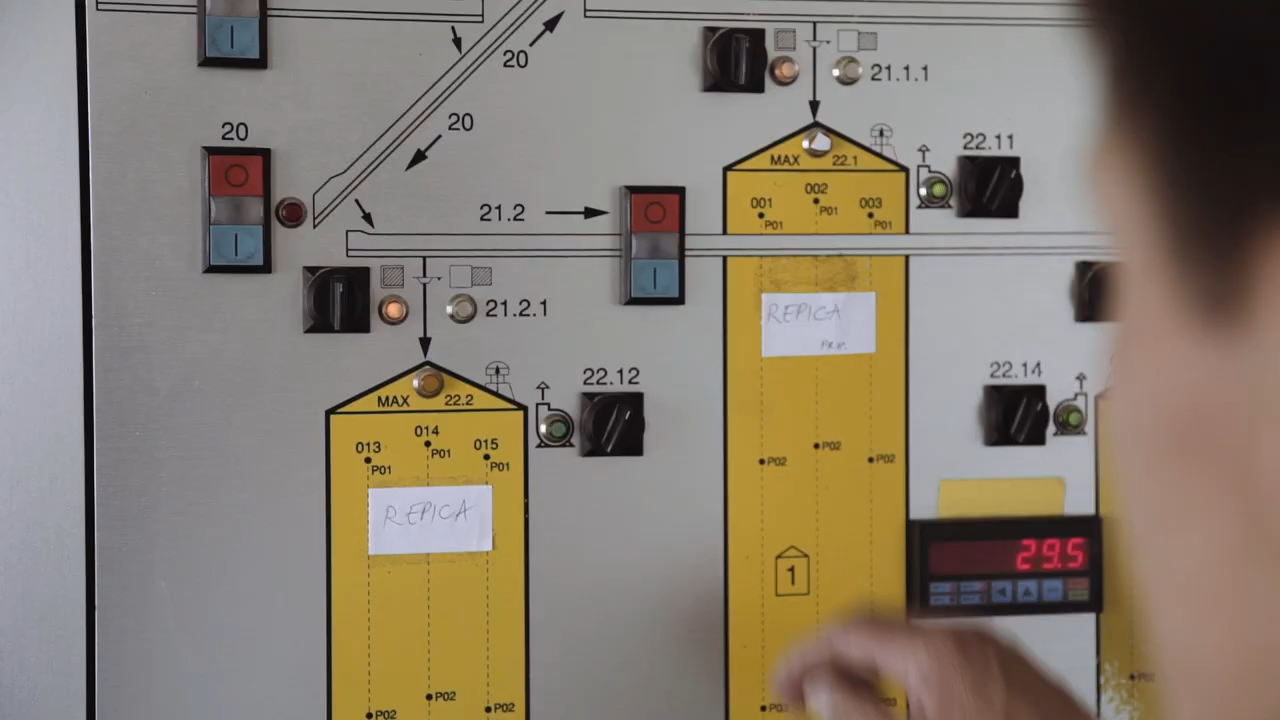 20
20
21.1.1
20
MAX 22.1
22.11
001 002 003
P01 P01 P01
21.2
REPICA
21.2.1
22.14
22.12
MAX 22.2
013 014 015
P01 P01 P01
P02 P02 P02
REPICA
29.5
1
P02 P02 P02